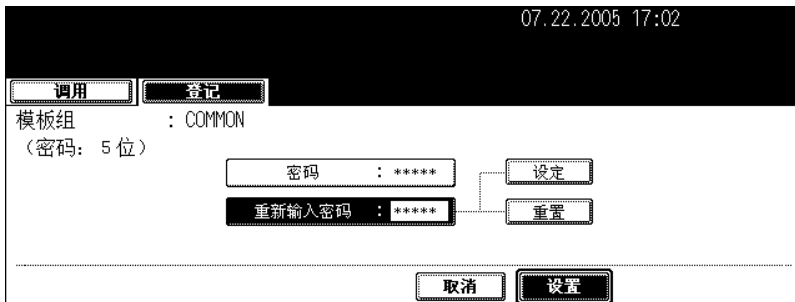 07.22.2005 17:02
调用 登记
模板组 : COMMON
(密码: 5位)
密码 : *****
设定
重新输入密码 : *****
重置
取消 设置